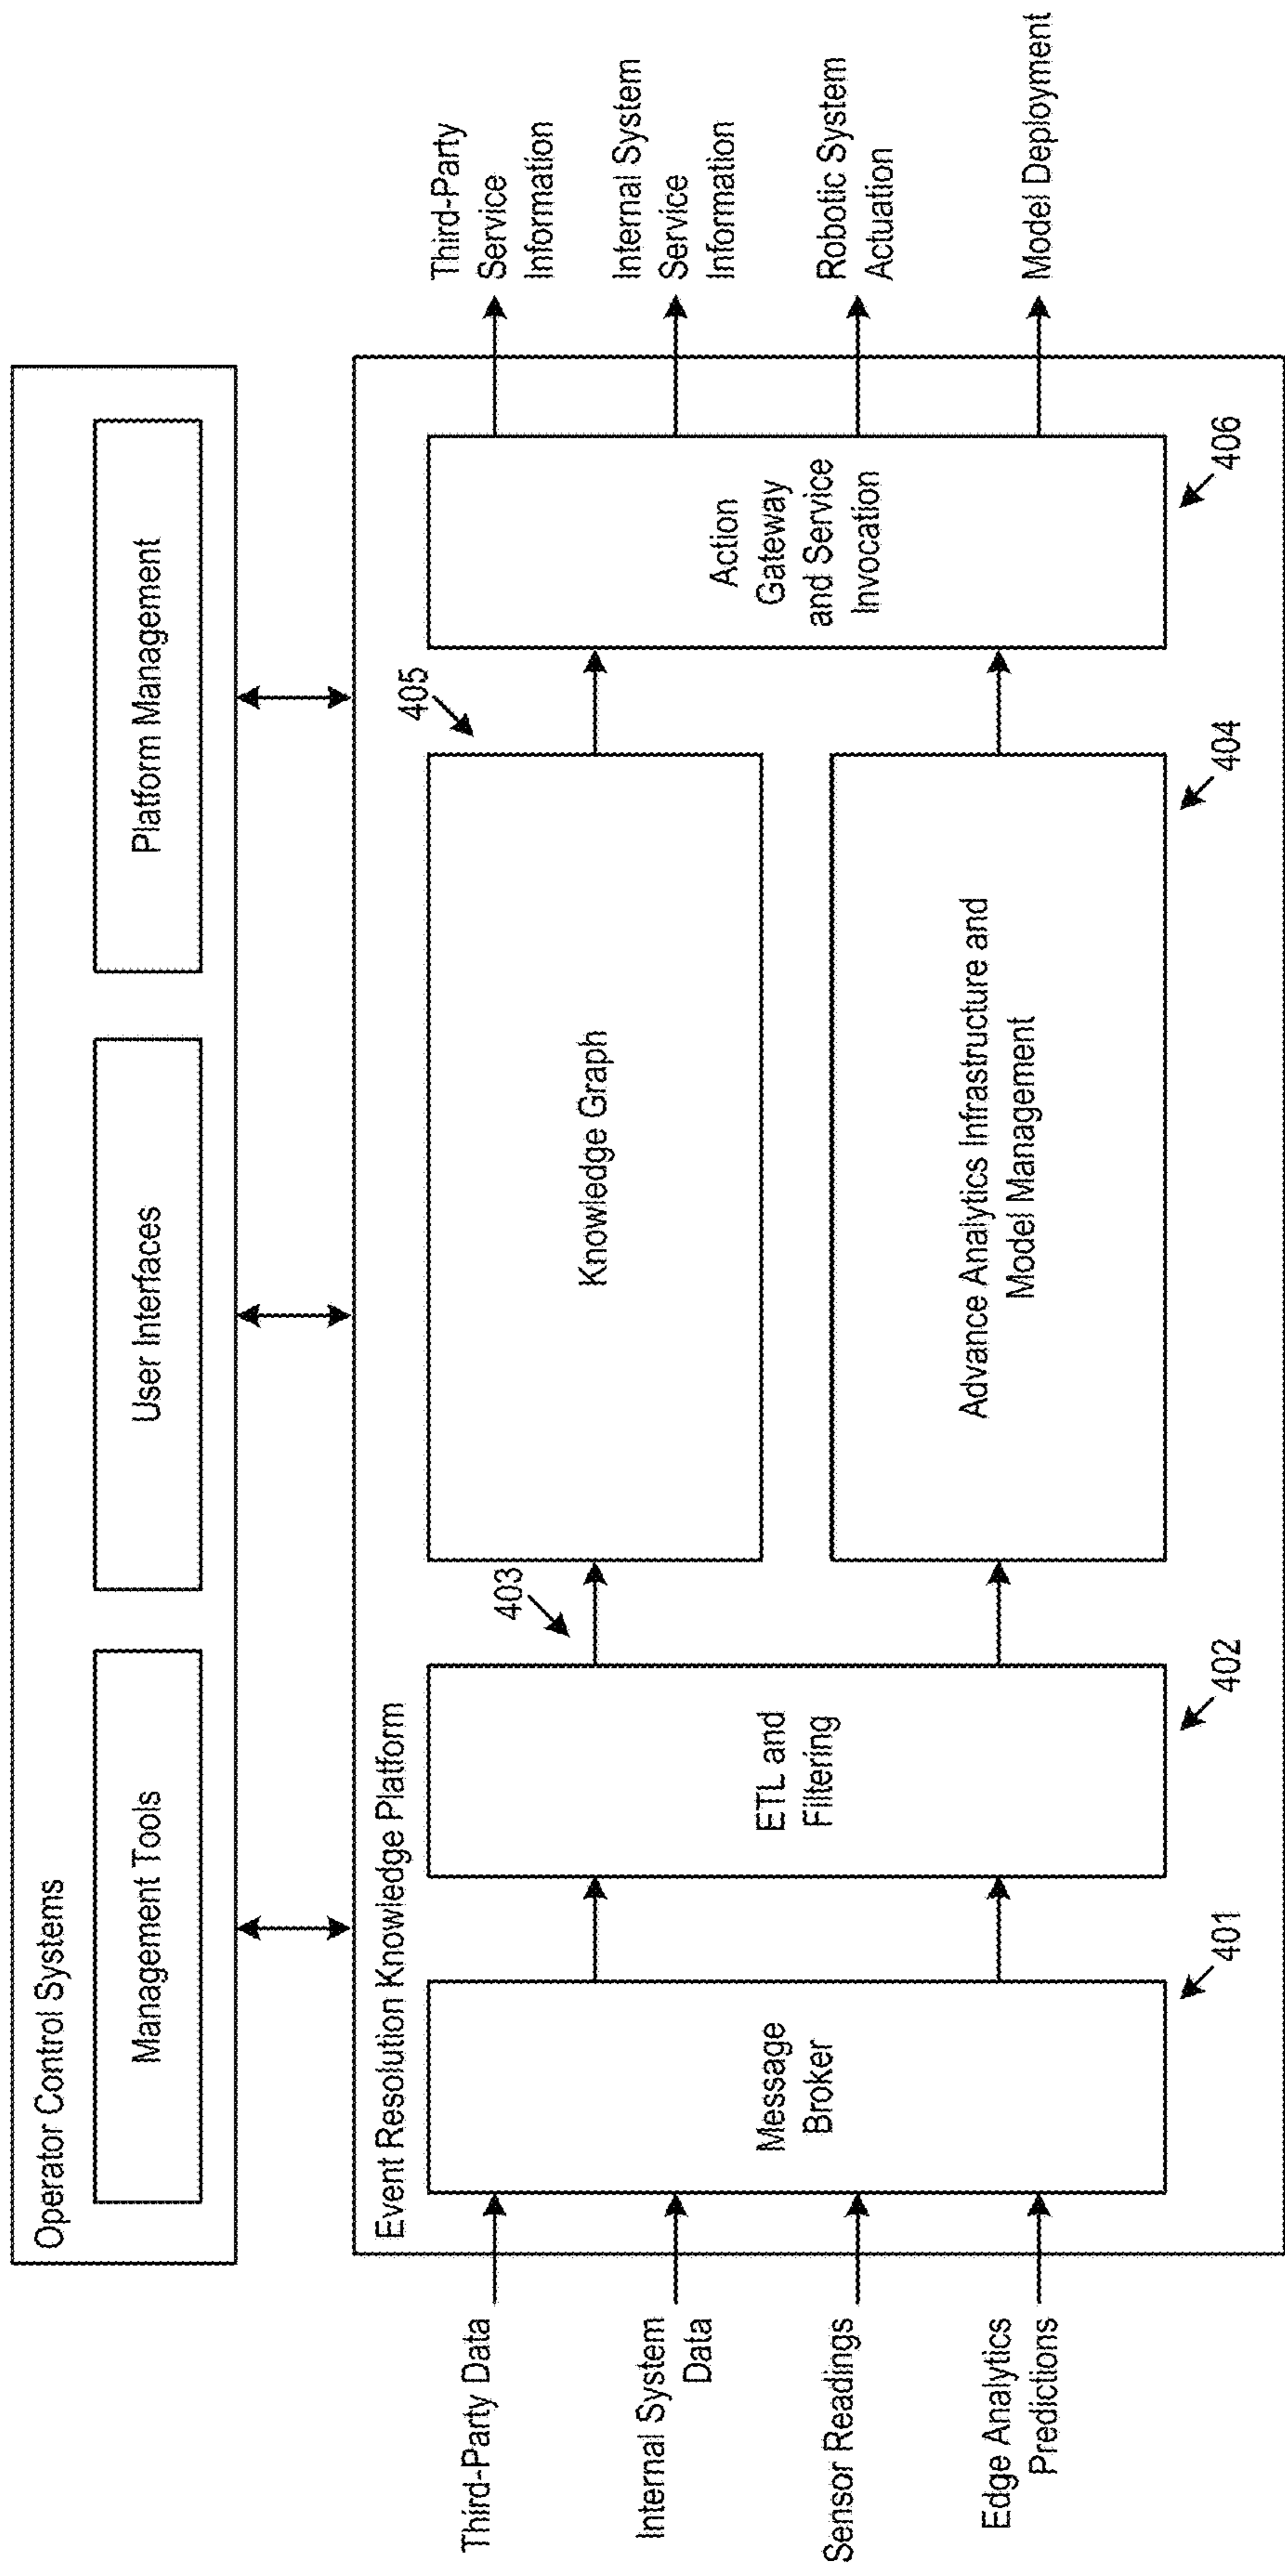 Operator Control Systems
Management Tools
User Interfaces
Platform Management
Event Resolution Knowledge Platform
Third-Party Data
Internal System
Data
Sensor Readings
Edge Analytics
Predictions
Message
Broker
401
ETL and
Filtering
402
403
Knowledge Graph
405
Advance Analytics Infrastructure and
Model Management
404
Action
Gateway
and Service
Invocation
406
Third-Party
Service
Information
Internal System
Service
Information
Robotic System
Actuation
Model Deployment